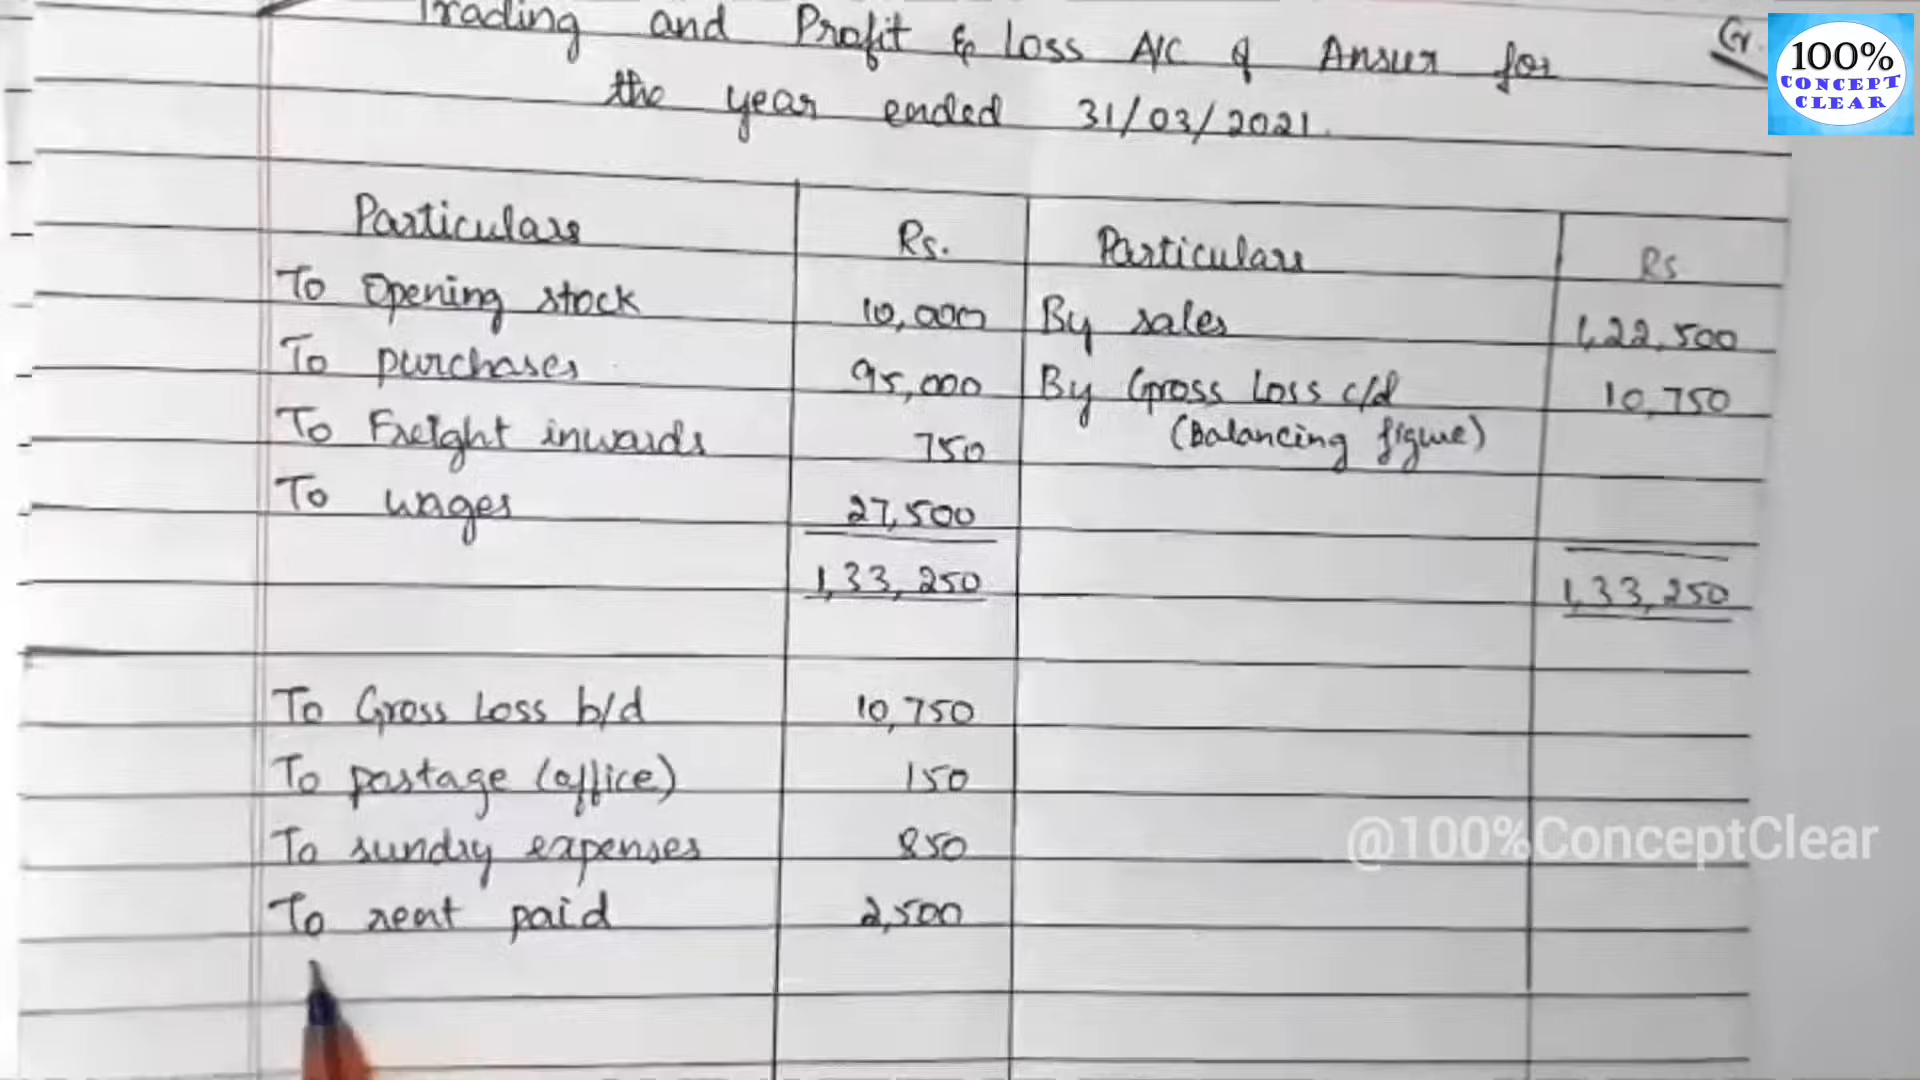 Trading and Profit & Loss A/C of Ansur for
the year ended 31/03/2021.
Cr.
100%
CONCEPT
CLEAR
Particulars Rs. Particulars Rs
To Opening stock 10,000 By sales 1,22,500
To purchases 95,000 By Gross Loss c/d 10,750
To Freight inwards 750 (Balancing figure)
To wages 27,500
1,33,250 1,33,250
To Gross Loss b/d 10,750
To postage (office) 150
To sundry expenses 850
To rent paid 2,500
@100%ConceptClear